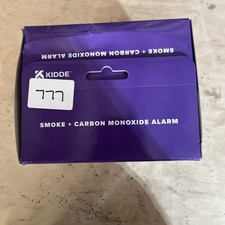 SMOKE + CARBON MONOXIDE ALARM
KIDDE
777
SMOKE + CARBON MONOXIDE ALARM